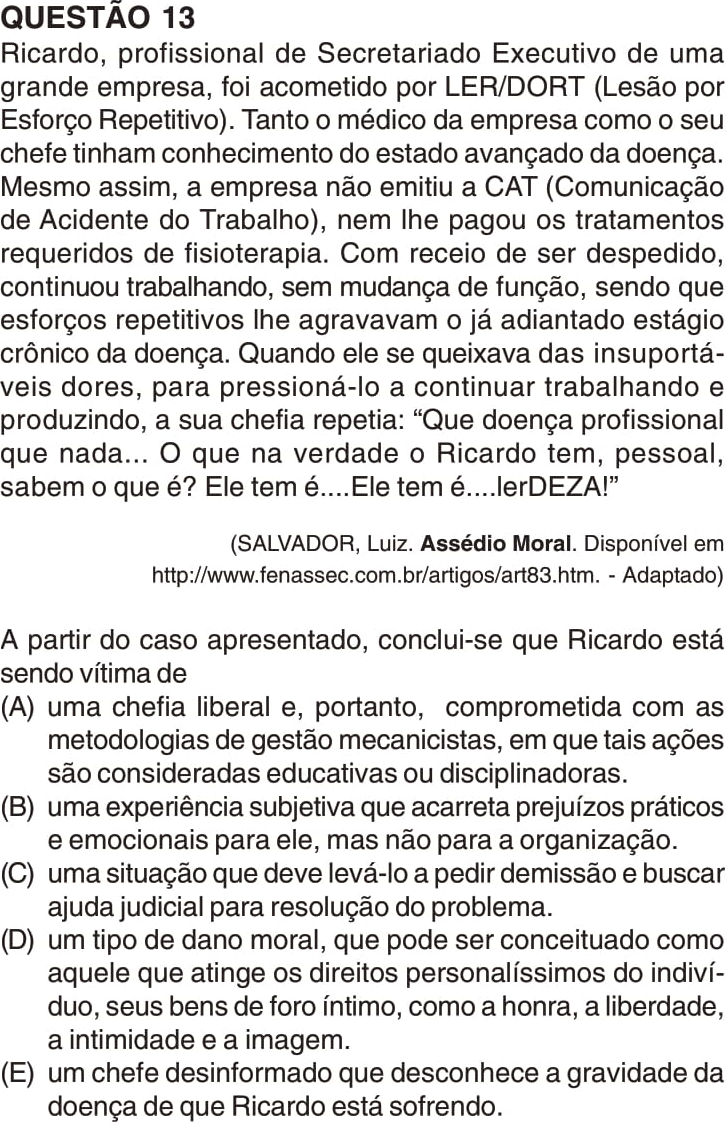 QUESTÃO 13
Ricardo, profissional de Secretariado Executivo de uma
grande empresa, foi acometido por LER/DORT (Lesão por
Esforço Repetitivo). Tanto o médico da empresa como o seu
chefe tinham conhecimento do estado avançado da doença.
Mesmo assim, a empresa não emitiu a CAT (Comunicação
de Acidente do Trabalho), nem lhe pagou os tratamentos
requeridos de fisioterapia. Com receio de ser despedido,
continuou trabalhando, sem mudança de função, sendo que
esforços repetitivos lhe agravavam o já adiantado estágio
crônico da doença. Quando ele se queixava das insuportá-
veis dores, para pressioná-lo a continuar trabalhando e
produzindo, a sua chefia repetia: “Que doença profissional
que nada... O que na verdade o Ricardo tem, pessoal,
sabem o que é? Ele tem é....Ele tem é....lerDEZA!”
(SALVADOR, Luiz. Assédio Moral. Disponível em
http://www.fenassec.com.br/artigos/art83.htm. - Adaptado)
A partir do caso apresentado, conclui-se que Ricardo está
sendo vítima de
(A) uma chefia liberal e, portanto, comprometida com as
metodologias de gestão mecanicistas, em que tais ações
são consideradas educativas ou disciplinadoras.
(B) uma experiência subjetiva que acarreta prejuízos práticos
e emocionais para ele, mas não para a organização.
(C) uma situação que deve levá-lo a pedir demissão e buscar
ajuda judicial para resolução do problema.
(D) um tipo de dano moral, que pode ser conceituado como
aquele que atinge os direitos personalíssimos do indiví-
duo, seus bens de foro íntimo, como a honra, a liberdade,
a intimidade e a imagem.
(E) um chefe desinformado que desconhece a gravidade da
doença de que Ricardo está sofrendo.